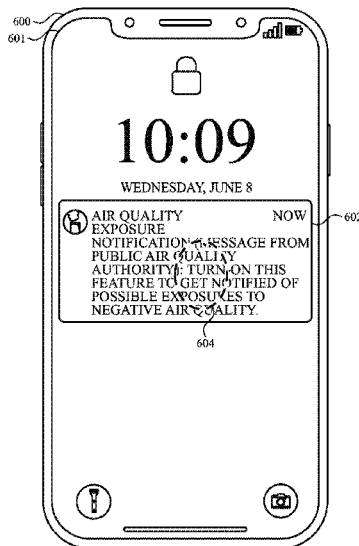 600
601
10:09
WEDNESDAY, JUNE 8
AIR QUALITY NOW
602
EXPOSURE
NOTIFICATION (MESSAGE FROM
PUBLIC AIR QUALITY
AUTHORITY): TURN ON THIS
FEATURE TO GET NOTIFIED OF
POSSIBLE EXPOSURES TO
NEGATIVE AIR QUALITY.
604